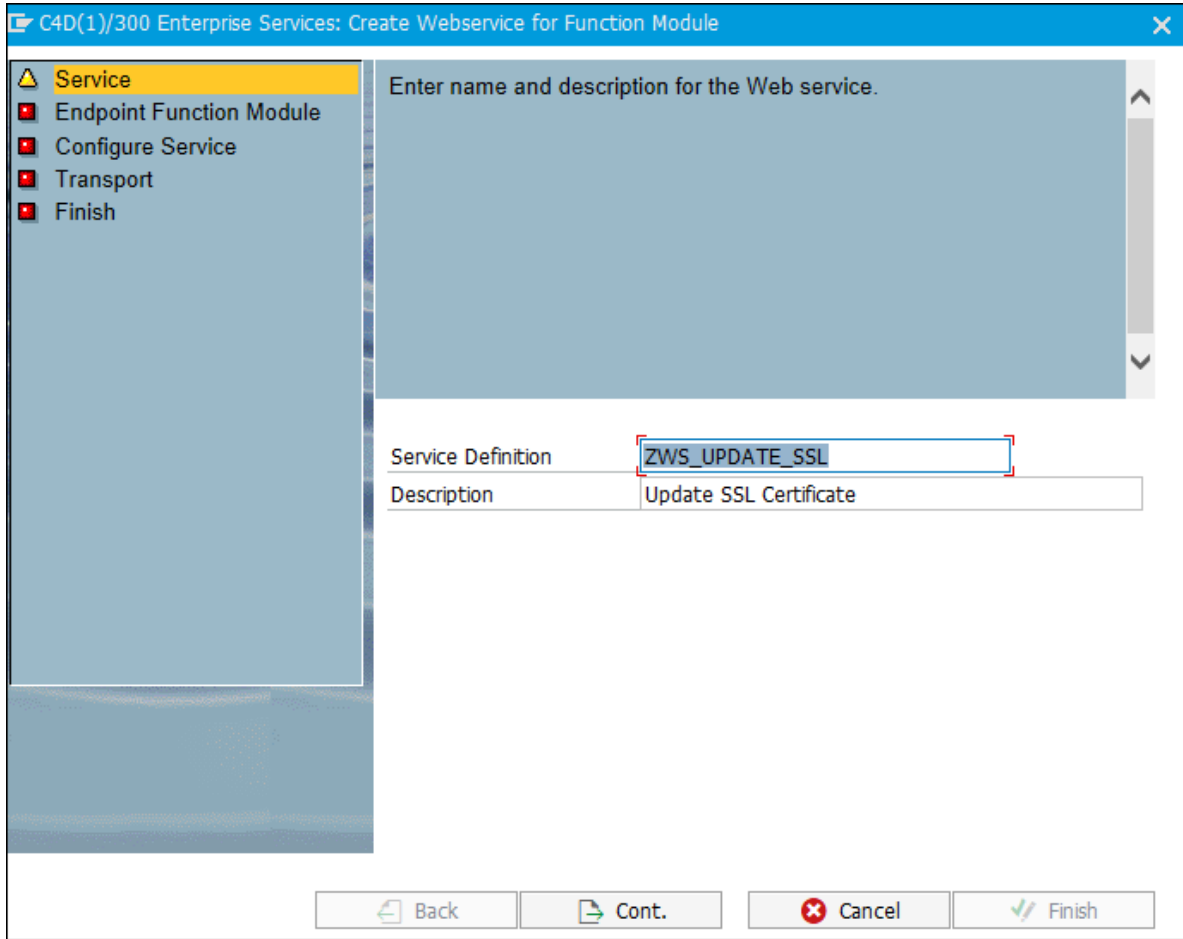 C4D(1)/300 Enterprise Services: Create Webservice for Function Module
Service
Endpoint Function Module
Configure Service
Transport
Finish
Enter name and description for the Web service.
Service Definition ZWS_UPDATE_SSL
Description Update SSL Certificate
Back Cont. Cancel Finish